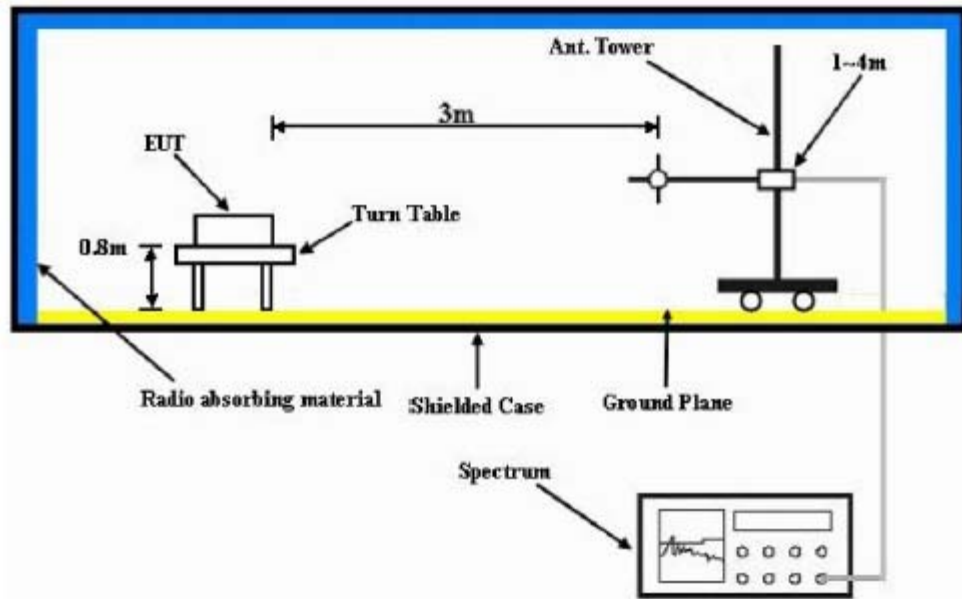 Ant. Tower
1~4m
3m
EUT
Turn Table
0.8m
Radio absorbing material
Shielded Case
Ground Plane
Spectrum